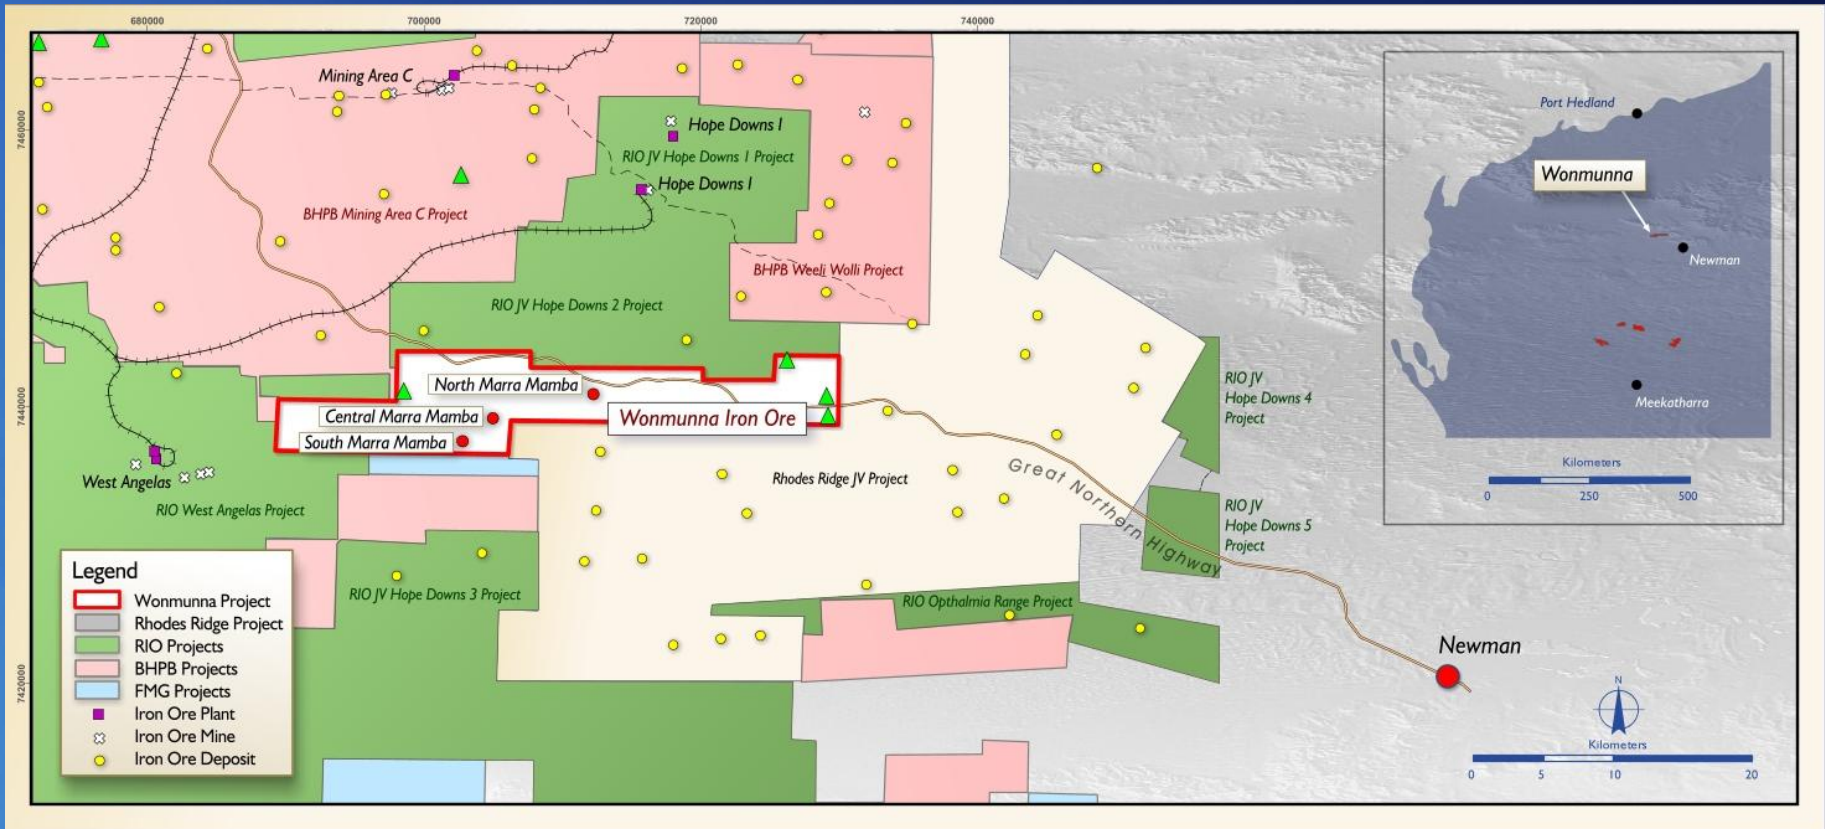 680000
700000
720000
740000
7460000
7440000
7420000
Mining Area C
Hope Downs 1
RIO JV Hope Downs 1 Project
Hope Downs 1
BHPB Mining Area C Project
BHPB Weeli Wolli Project
RIO JV Hope Downs 2 Project
North Marra Mamba
Central Marra Mamba
South Marra Mamba
Wonmunna Iron Ore
West Angelas
RIO West Angelas Project
Rhodes Ridge JV Project
Great Northern Highway
RIO JV
Hope Downs 4
Project
RIO JV
Hope Downs 5
Project
RIO JV Hope Downs 3 Project
RIO Opthalmia Range Project
Newman
Legend
Wonmunna Project
Rhodes Ridge Project
RIO Projects
BHPB Projects
FMG Projects
Iron Ore Plant
Iron Ore Mine
Iron Ore Deposit
Port Hedland
Wonmunna
Newman
Meekatharra
Kilometers
0 250 500
N
Kilometers
0 5 10 20